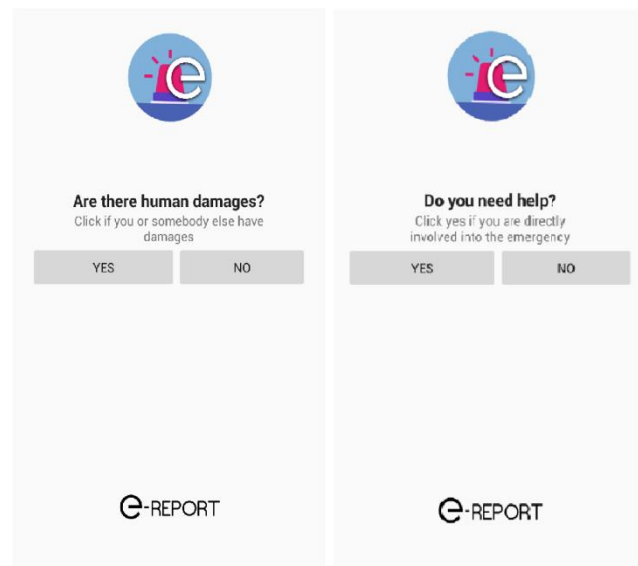 e
Are there human damages?
Click if you or somebody else have
damages
YES
NO
e-REPORT
e
Do you need help?
Click yes if you are directly
involved into the emergency
YES
NO
e-REPORT